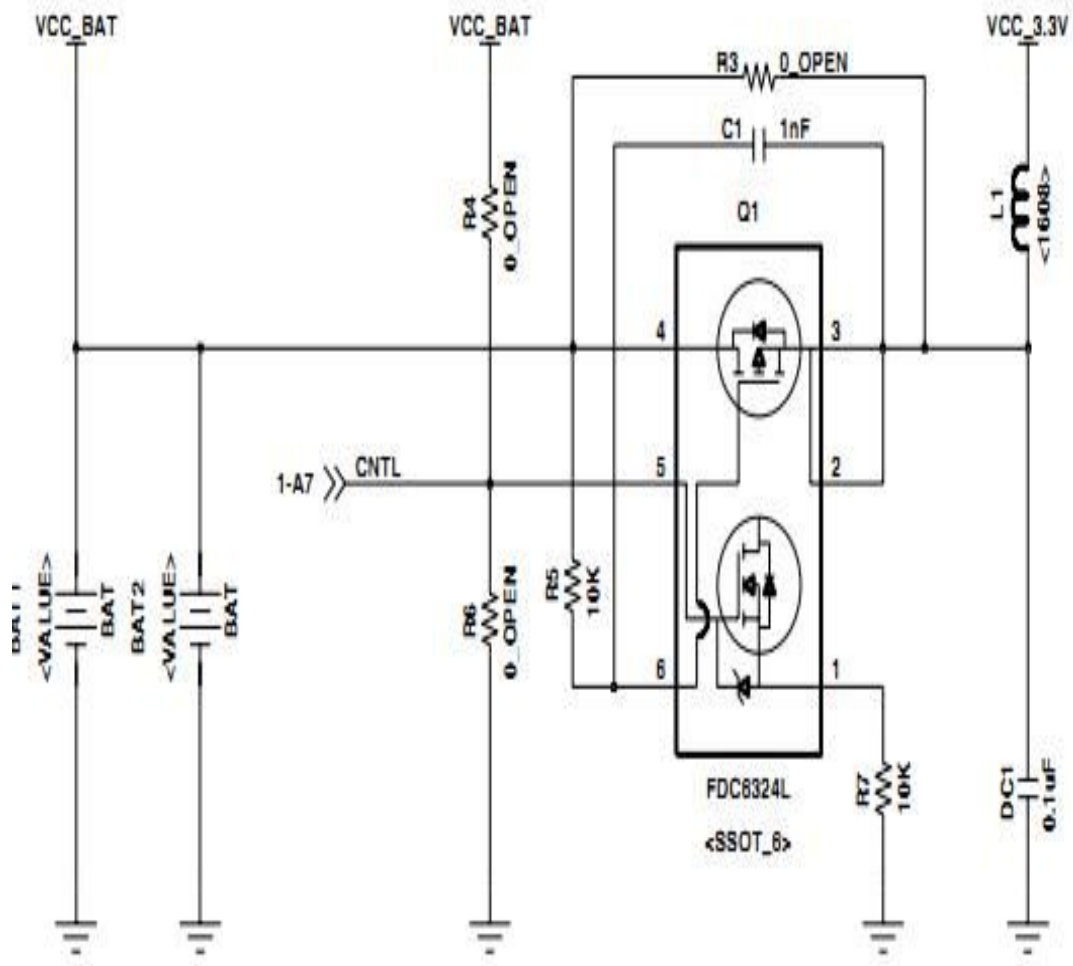 VCC_BAT
VCC_BAT
VCC_3.3V
R3 0_OPEN
C1 1nF
R4
0_OPEN
L1
<1608>
Q1
4
3
1-A7 CNTL
5
2
BAT1
<VALUE>
BAT
BAT2
<VALUE>
BAT
R6
0_OPEN
R5
10K
6
1
FDC6324L
<SSOT_6>
R7
10K
DC1
0.1uF